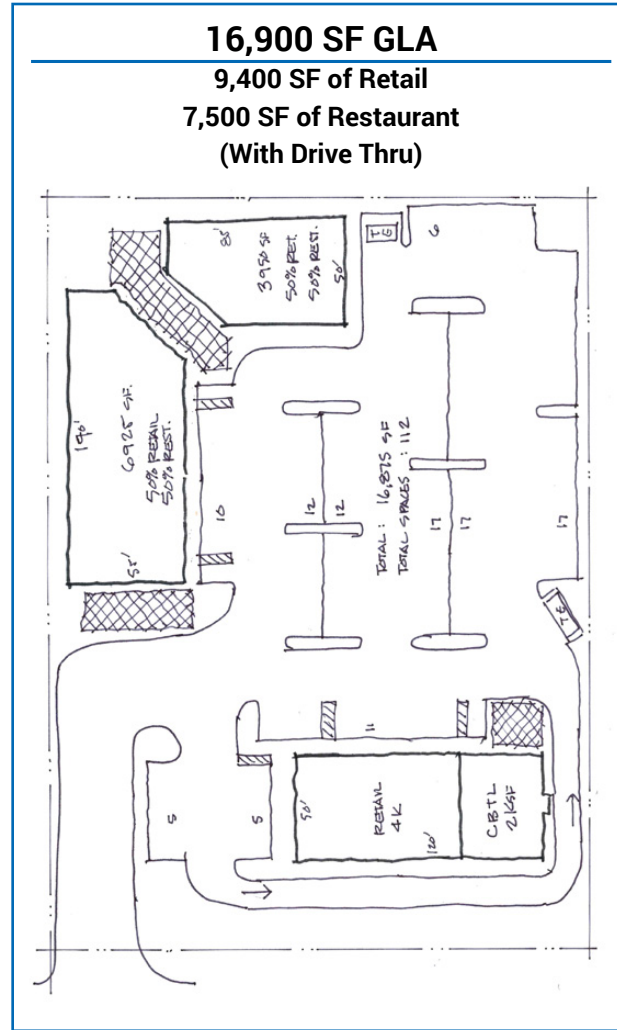 16,900 SF GLA
9,400 SF of Retail
7,500 SF of Restaurant
(With Drive Thru)
85'
3950 SF
50% RET.
50% REST.
50'
TE
6
190'
6925 SF.
50% RETAIL
50% REST.
55'
10
12
12
TOTAL: 16,875 SF
TOTAL SPACES: 112
17
17
17
TE
5
5
11
50'
RETAIL
4K
120'
CBTL
2KSF